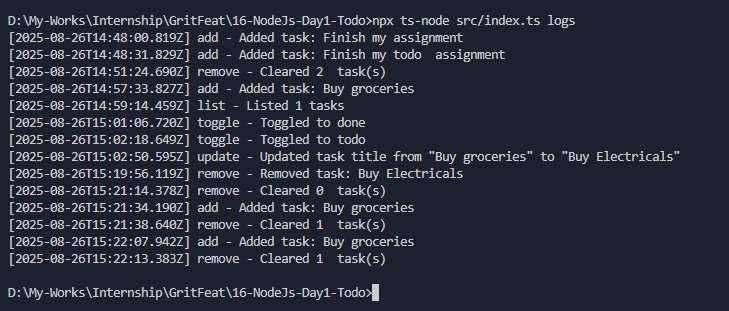 D:\My-Works\Internship\GritFeat\16-NodeJs-Day1-Todo>npx ts-node src/index.ts logs
[2025-08-26T14:48:00.819Z] add - Added task: Finish my assignment
[2025-08-26T14:48:31.829Z] add - Added task: Finish my todo  assignment
[2025-08-26T14:51:24.690Z] remove - Cleared 2  task(s)
[2025-08-26T14:57:33.827Z] add - Added task: Buy groceries
[2025-08-26T14:59:14.459Z] list - Listed 1 tasks
[2025-08-26T15:01:06.720Z] toggle - Toggled to done
[2025-08-26T15:02:18.649Z] toggle - Toggled to todo
[2025-08-26T15:02:50.595Z] update - Updated task title from "Buy groceries" to "Buy Electricals"
[2025-08-26T15:19:56.119Z] remove - Removed task: Buy Electricals
[2025-08-26T15:21:14.378Z] remove - Cleared 0  task(s)
[2025-08-26T15:21:34.190Z] add - Added task: Buy groceries
[2025-08-26T15:21:38.640Z] remove - Cleared 1  task(s)
[2025-08-26T15:22:07.942Z] add - Added task: Buy groceries
[2025-08-26T15:22:13.383Z] remove - Cleared 1  task(s)
D:\My-Works\Internship\GritFeat\16-NodeJs-Day1-Todo>